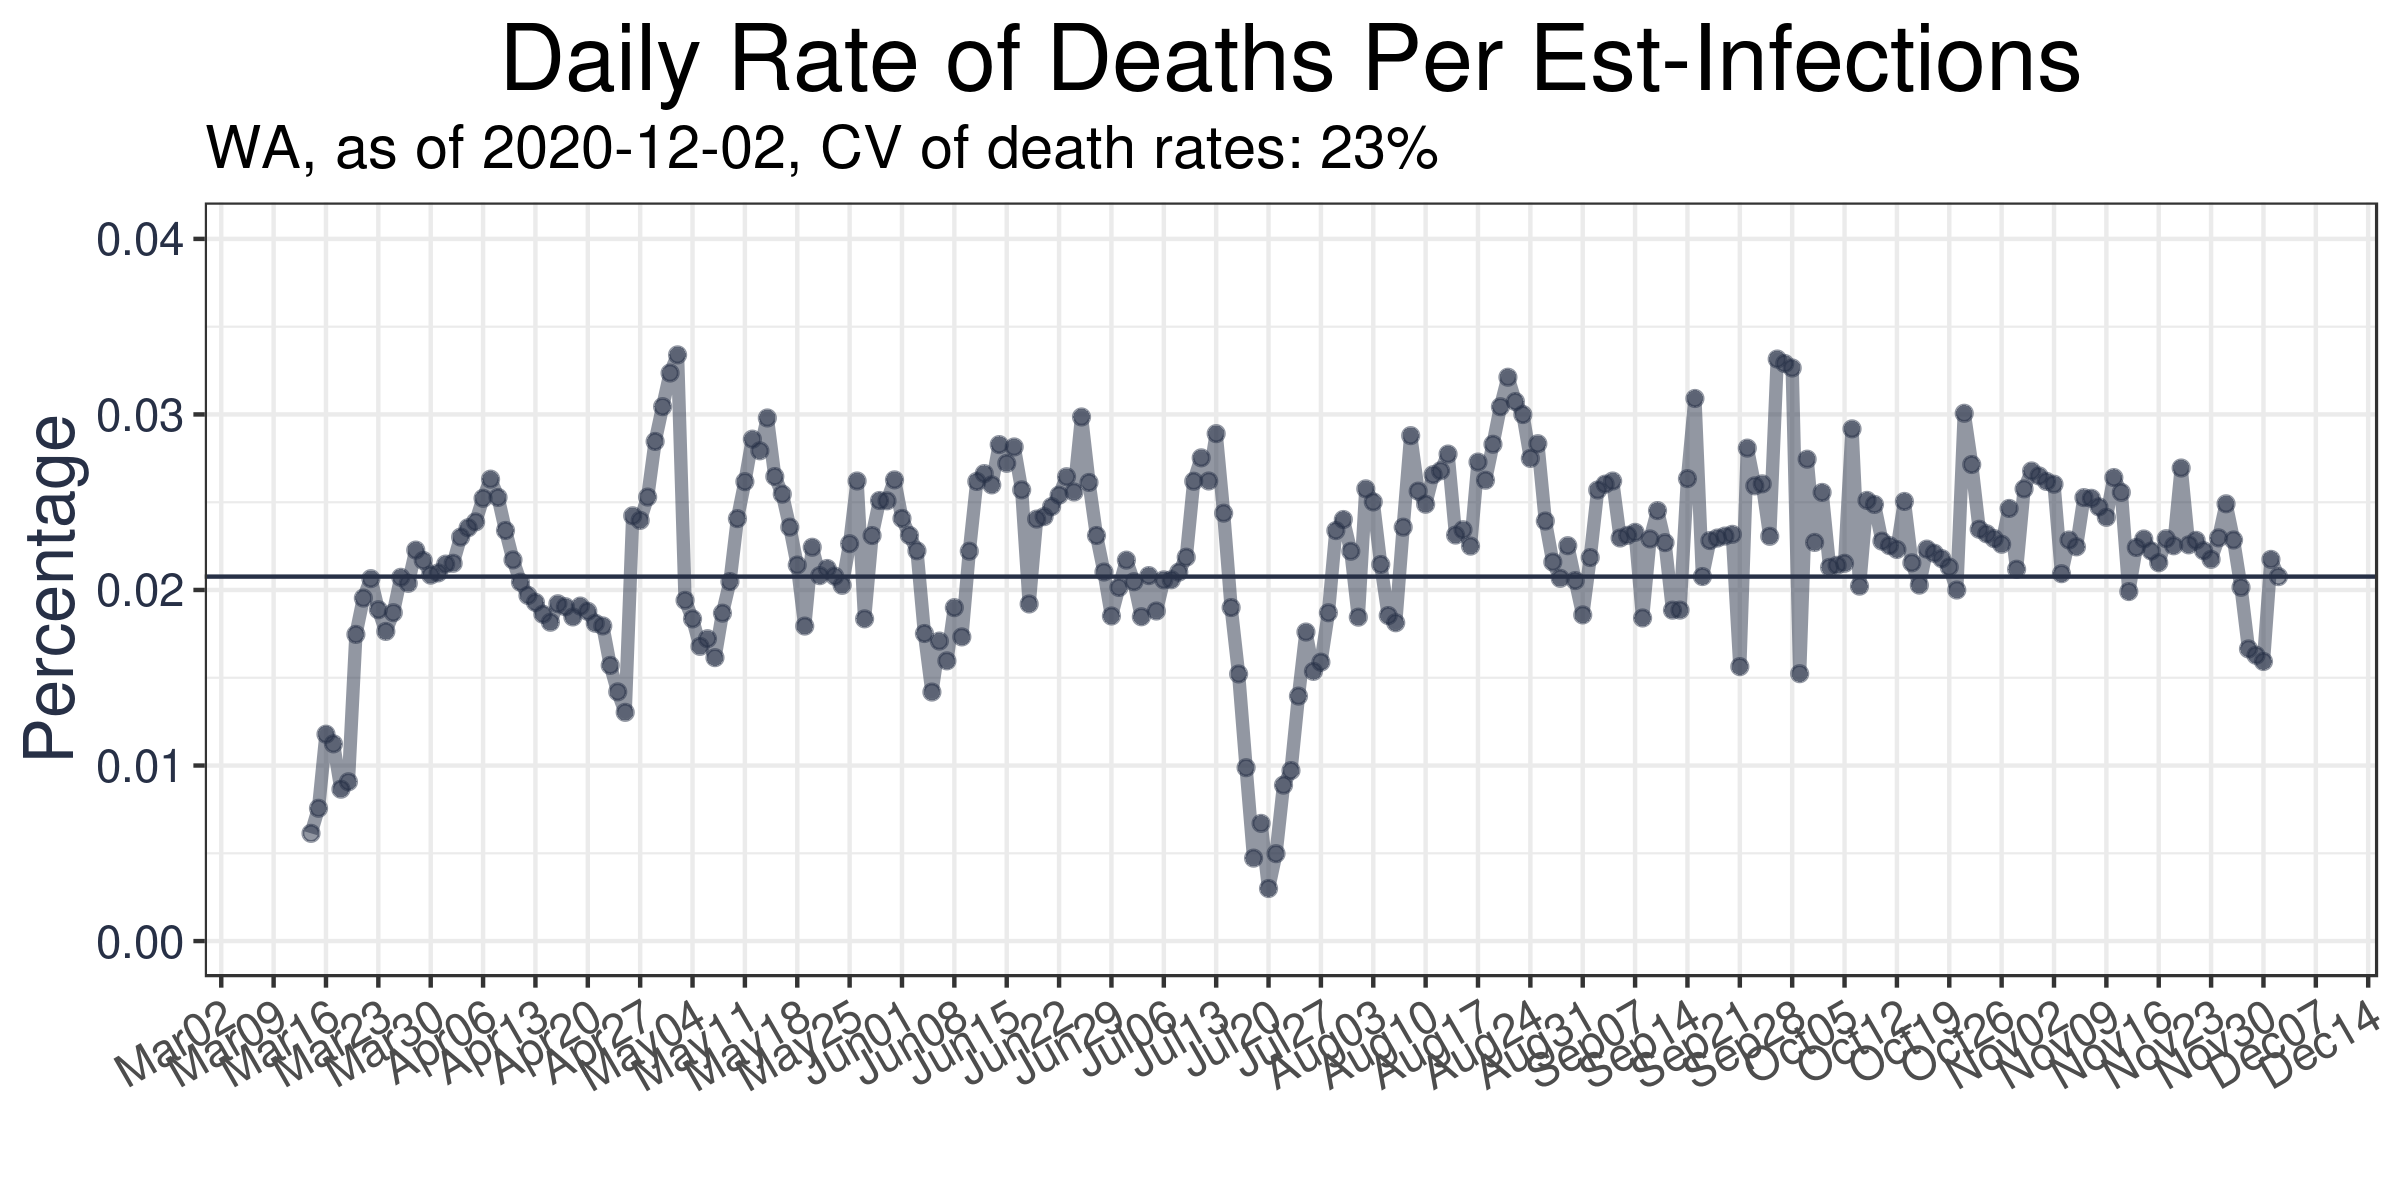 Daily Rate of Deaths Per Est-Infections
WA, as of 2020-12-02, CV of death rates: 23%
Percentage
0.04
0.03
0.02
0.01
0.00
Mar02
Mar09
Mar16
Mar23
Mar30
Apr06
Apr13
Apr20
Apr27
May04
May11
May18
May25
Jun01
Jun08
Jun15
Jun22
Jun29
Jul06
Jul13
Jul20
Jul27
Aug03
Aug10
Aug17
Aug24
Aug31
Sep07
Sep14
Sep21
Sep28
Oct05
Oct12
Oct19
Oct26
Nov02
Nov09
Nov16
Nov23
Nov30
Dec07
Dec14